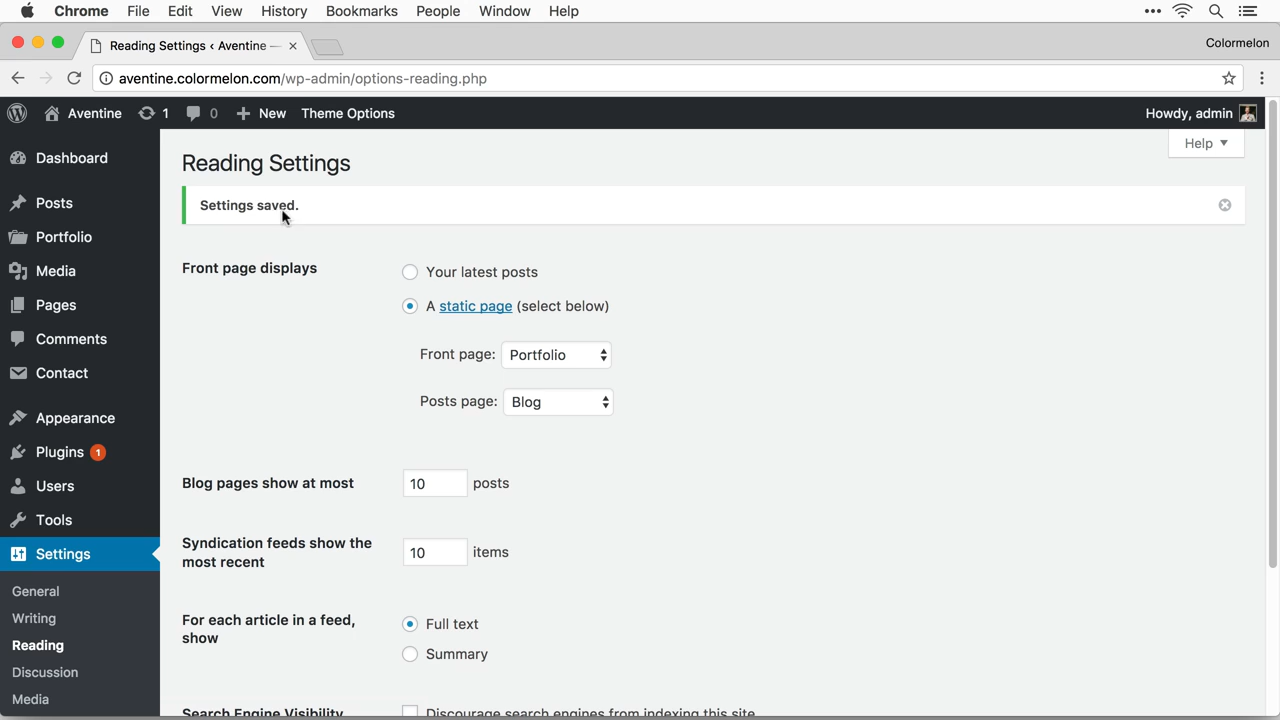 Chrome File Edit View History Bookmarks People Window Help
Reading Settings ‹ Aventine —
Colormelon
aventine.colormelon.com/wp-admin/options-reading.php
Aventine 1 0 New Theme Options Howdy, admin
Help
Dashboard
Posts
Portfolio
Media
Pages
Comments
Contact
Appearance
Plugins 1
Users
Tools
Settings
General
Writing
Reading
Discussion
Media
Reading Settings
Settings saved.
Front page displays
Your latest posts
A static page (select below)
Front page: Portfolio
Posts page: Blog
Blog pages show at most 10 posts
Syndication feeds show the
most recent
10 items
For each article in a feed,
show
Full text
Summary
Search Engine Visibility Discourage search engines from indexing this site